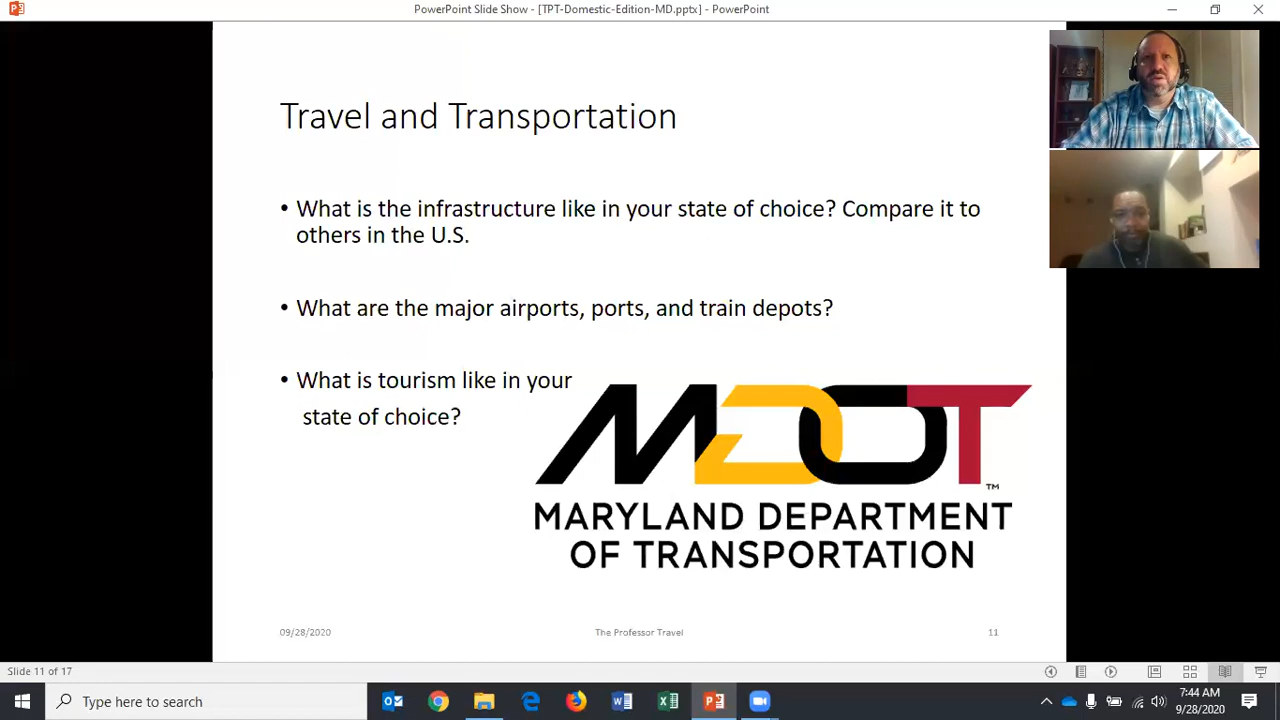 PowerPoint Slide Show - [TPT-Domestic-Edition-MD.pptx] - PowerPoint
Travel and Transportation
• What is the infrastructure like in your state of choice? Compare it to
others in the U.S.
• What are the major airports, ports, and train depots?
• What is tourism like in your
state of choice?
MDOT
TM
MARYLAND DEPARTMENT
OF TRANSPORTATION
09/28/2020
The Professor Travel
11
Slide 11 of 17
Type here to search
7:44 AM
9/28/2020